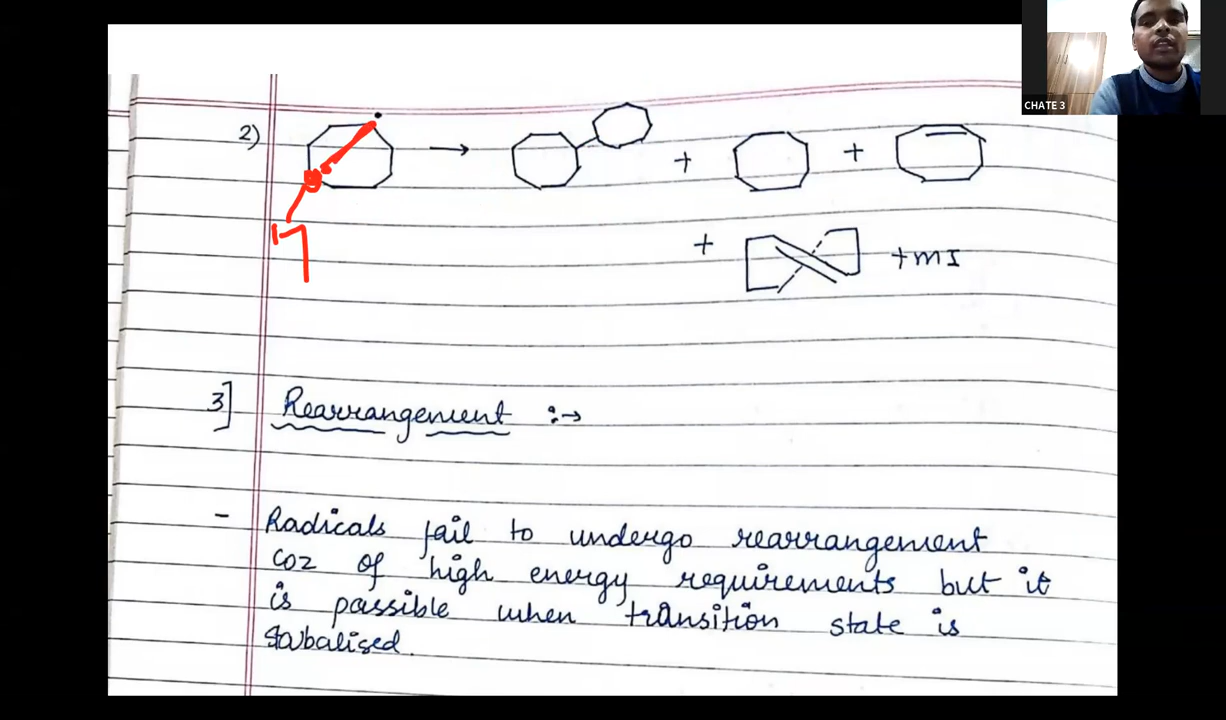 CHATE 3
2)
→ + +
+ + m I
3] Rearrangement :→
- Radicals fail to undergo rearrangement
coz of high energy requirements but it
is possible when transition state is
stabalised.